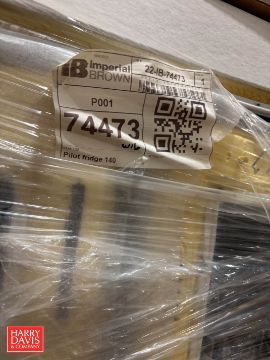 IB Imperial
BROWN
22-IB-74473
P001
74473
Pilot fridge 140
HARRY
DAVIS
& COMPANY